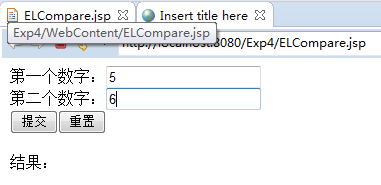 ELCompare.jsp Insert title here
Exp4/WebContent/ELCompare.jsp
http://localhost:8080/Exp4/ELCompare.jsp
第一个数字：5
第二个数字：6
提交 重置
结果：